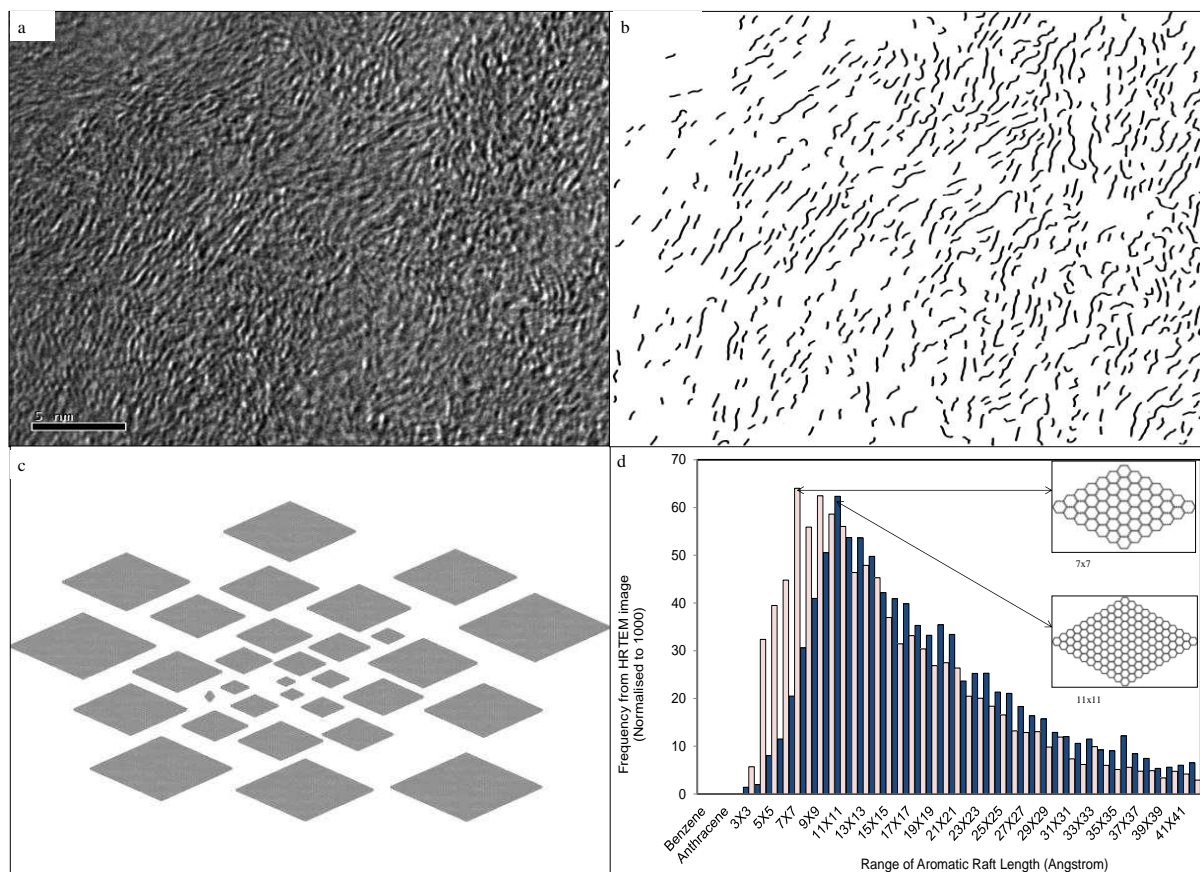 a
5 nm
b
c
d
70
60
50
40
30
20
10
0
Frequency from HRTEM image
(Normalised to 1000)
7x7
11x11
Benzene
Anthracene
3X3
5X5
7X7
9X9
11X11
13X13
15X15
17X17
19X19
21X21
23X23
25X25
27X27
29X29
31X31
33X33
35X35
37X37
39X39
41X41
Range of Aromatic Raft Length (Angstrom)